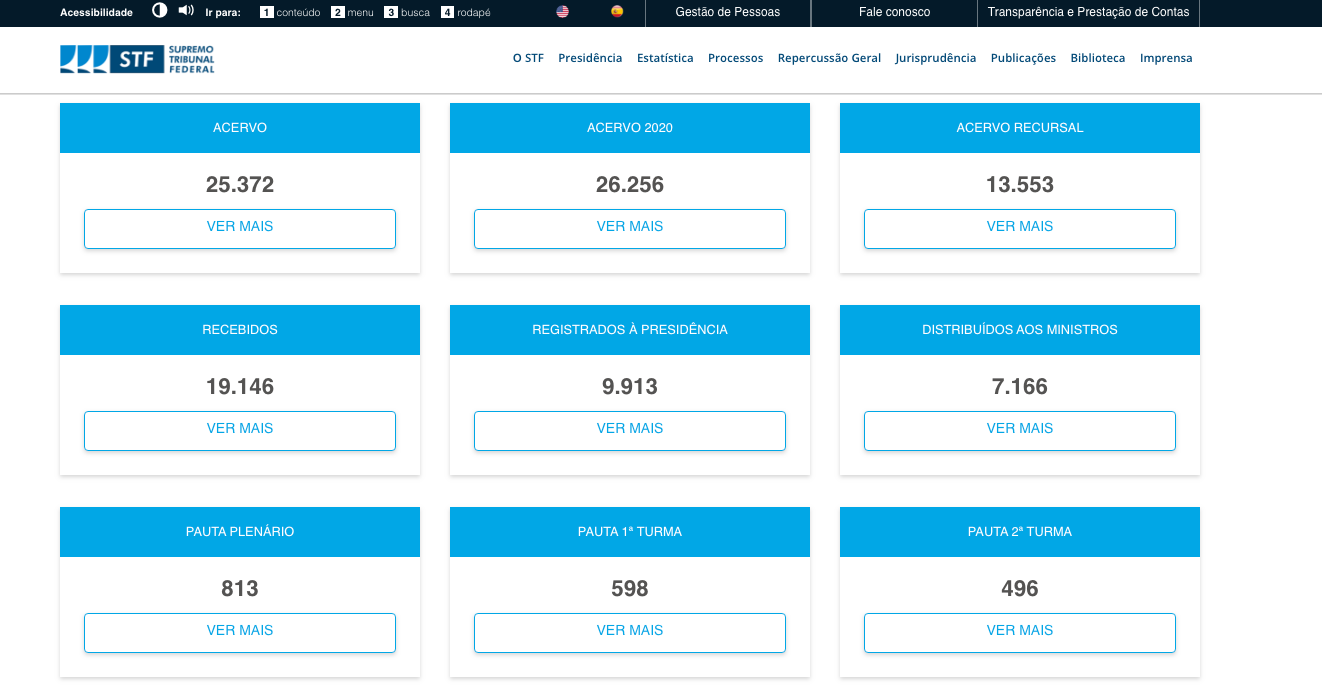 Acessibilidade Ir para: 1 conteúdo 2 menu 3 busca 4 rodapé Gestão de Pessoas Fale conosco Transparência e Prestação de Contas
STF SUPREMO TRIBUNAL FEDERAL
O STF Presidência Estatística Processos Repercussão Geral Jurisprudência Publicações Biblioteca Imprensa
ACERVO ACERVO 2020 ACERVO RECURSAL
25.372 26.256 13.553
VER MAIS VER MAIS VER MAIS
RECEBIDOS REGISTRADOS À PRESIDÊNCIA DISTRIBUÍDOS AOS MINISTROS
19.146 9.913 7.166
VER MAIS VER MAIS VER MAIS
PAUTA PLENÁRIO PAUTA 1ª TURMA PAUTA 2ª TURMA
813 598 496
VER MAIS VER MAIS VER MAIS